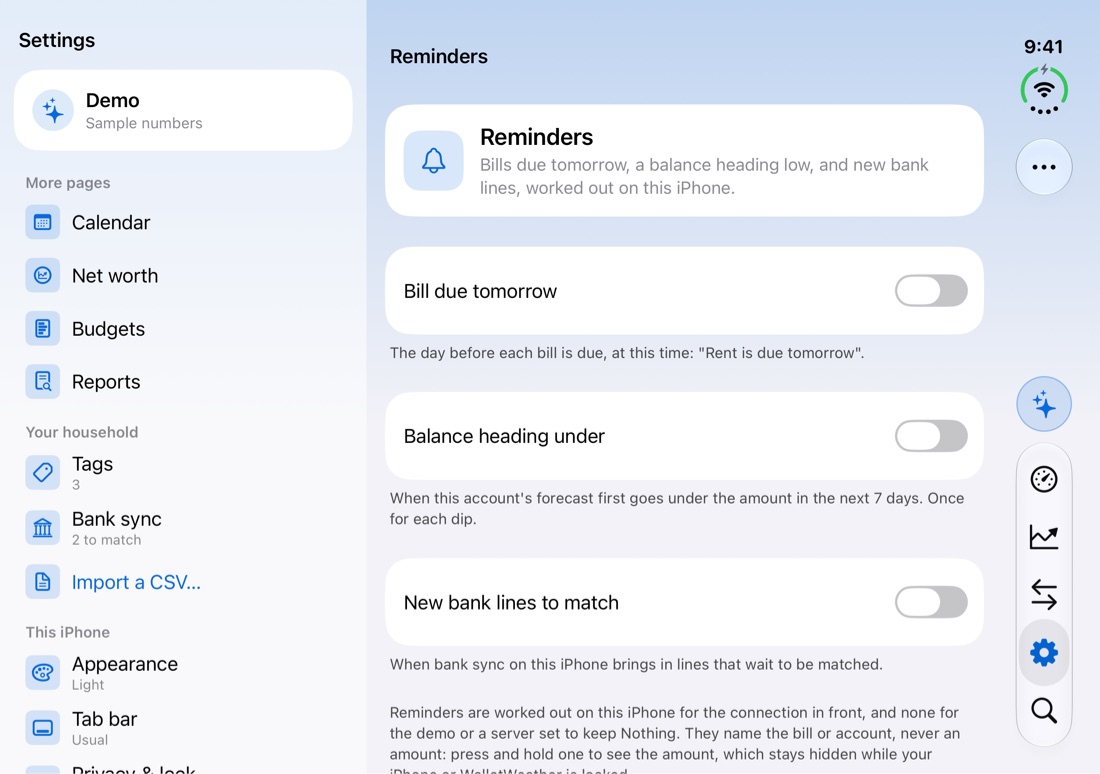 Settings
Demo
Sample numbers
More pages
Calendar
Net worth
Budgets
Reports
Your household
Tags
3
Bank sync
2 to match
Import a CSV...
This iPhone
Appearance
Light
Tab bar
Usual
Privacy & lock
Reminders
Reminders
Bills due tomorrow, a balance heading low, and new bank
lines, worked out on this iPhone.
Bill due tomorrow
The day before each bill is due, at this time: "Rent is due tomorrow".
Balance heading under
When this account's forecast first goes under the amount in the next 7 days. Once
for each dip.
New bank lines to match
When bank sync on this iPhone brings in lines that wait to be matched.
Reminders are worked out on this iPhone for the connection in front, and none for
the demo or a server set to keep Nothing. They name the bill or account, never an
amount: press and hold one to see the amount, which stays hidden while your
iPhone or WalletWeather is locked.
9:41